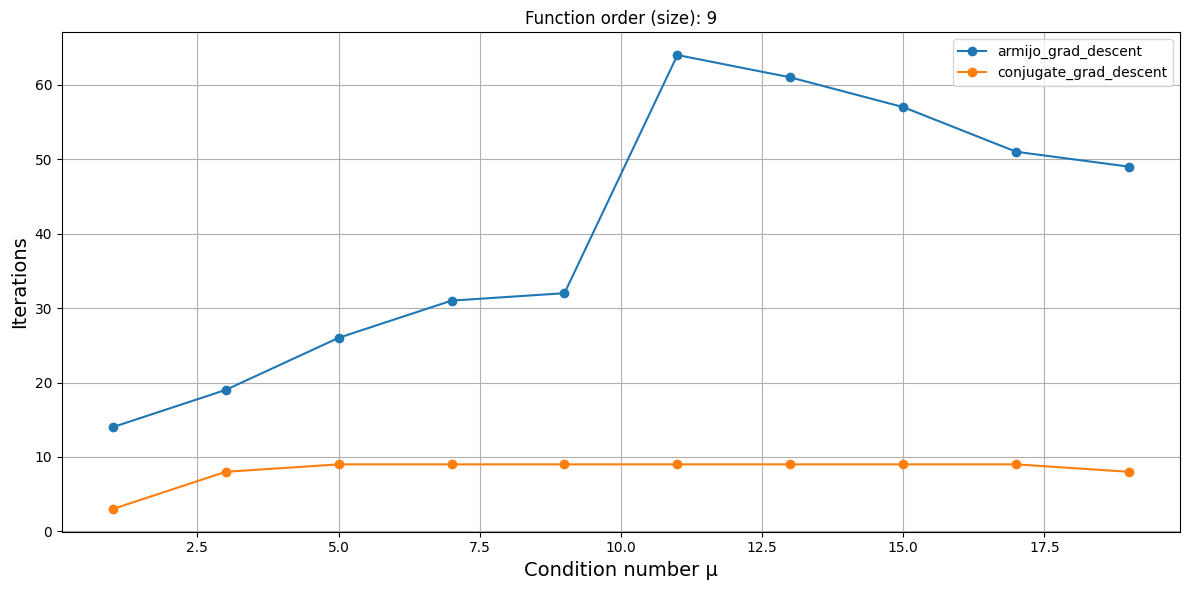 Function order (size): 9
armijo_grad_descent
conjugate_grad_descent
Iterations
60
50
40
30
20
10
0
2.5 5.0 7.5 10.0 12.5 15.0 17.5
Condition number μ